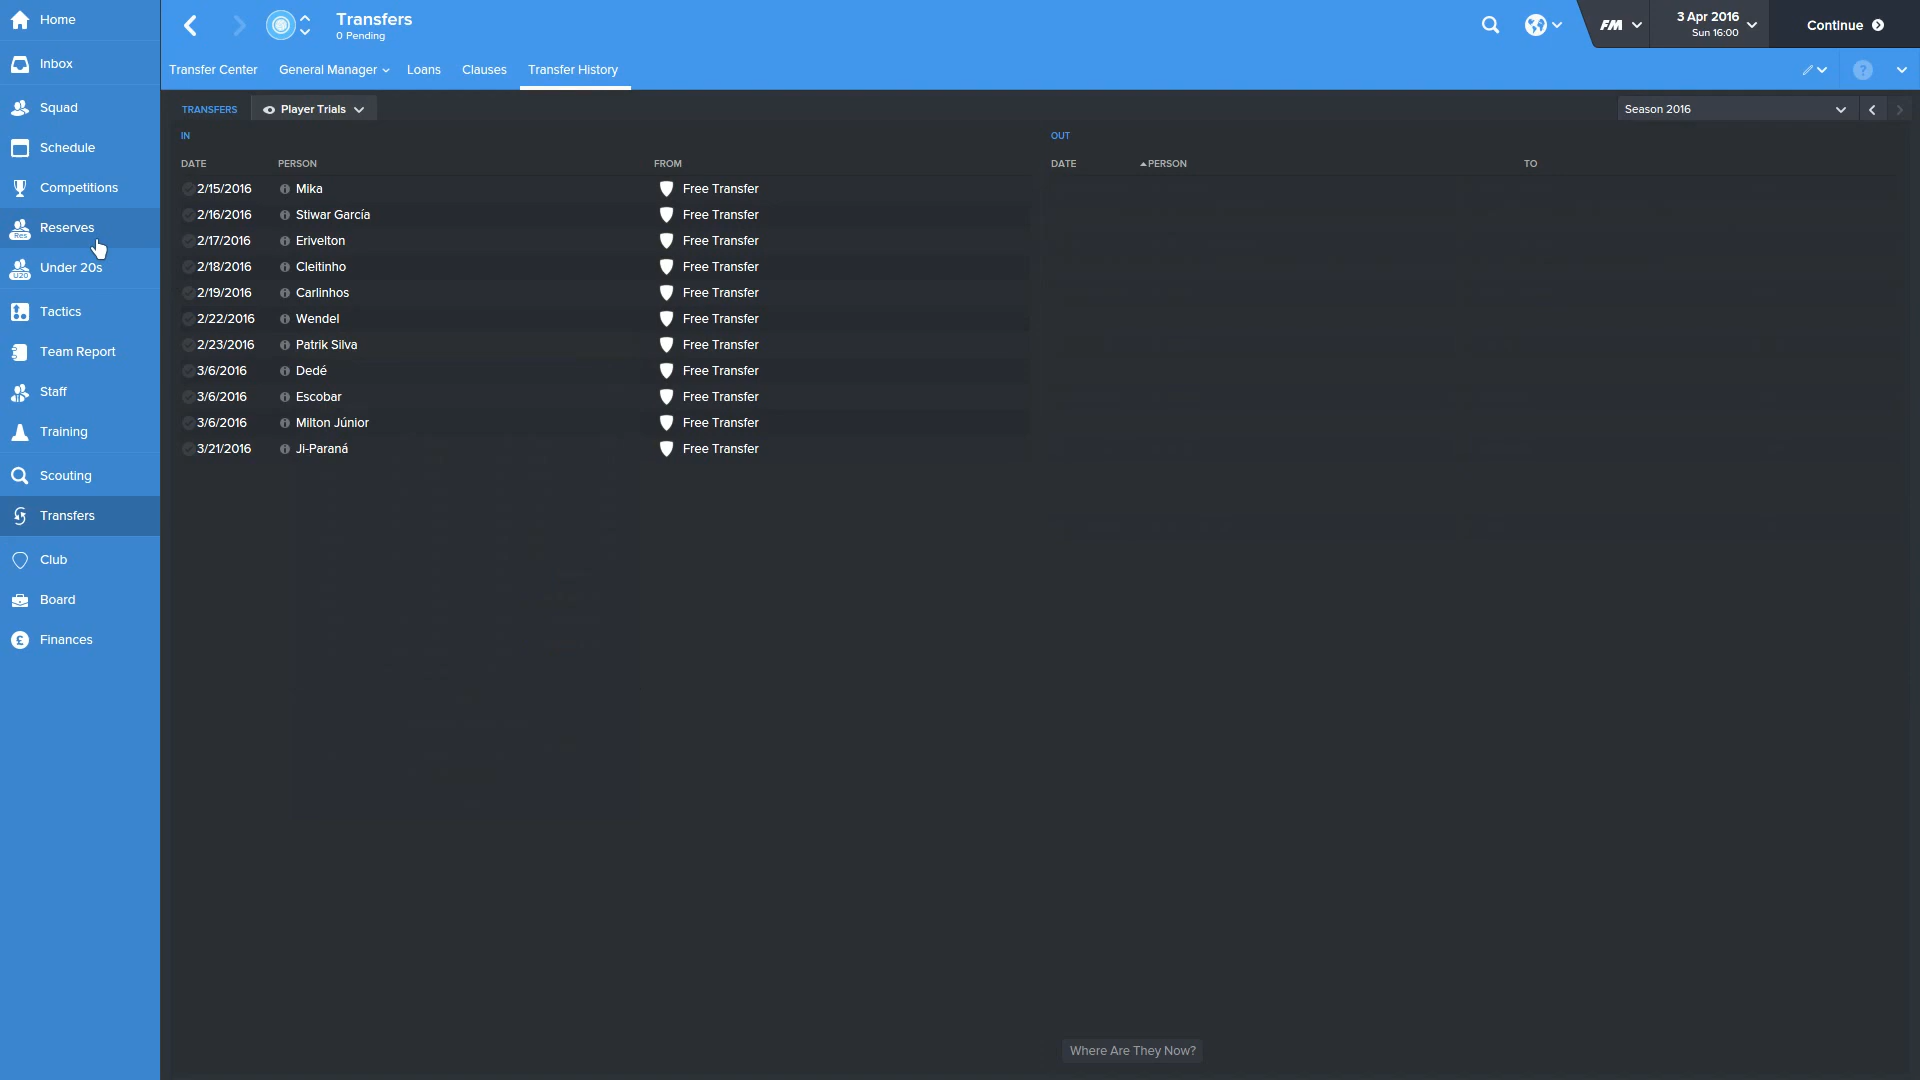 Home
Inbox
Squad
Schedule
Competitions
Res
Reserves
U20
Under 20s
Tactics
Team Report
Staff
Training
Scouting
Transfers
Club
Board
£ Finances
Transfers
0 Pending
FM
3 Apr 2016
Sun 16:00
Continue
Transfer Center General Manager Loans Clauses Transfer History
?
TRANSFERS Player Trials
Season 2016
IN
DATE PERSON FROM
2/15/2016 Mika Free Transfer
2/16/2016 Stiwar García Free Transfer
2/17/2016 Erivelton Free Transfer
2/18/2016 Cleitinho Free Transfer
2/19/2016 Carlinhos Free Transfer
2/22/2016 Wendel Free Transfer
2/23/2016 Patrik Silva Free Transfer
3/6/2016 Dedé Free Transfer
3/6/2016 Escobar Free Transfer
3/6/2016 Milton Júnior Free Transfer
3/21/2016 Ji-Paraná Free Transfer
OUT
DATE PERSON TO
Where Are They Now?